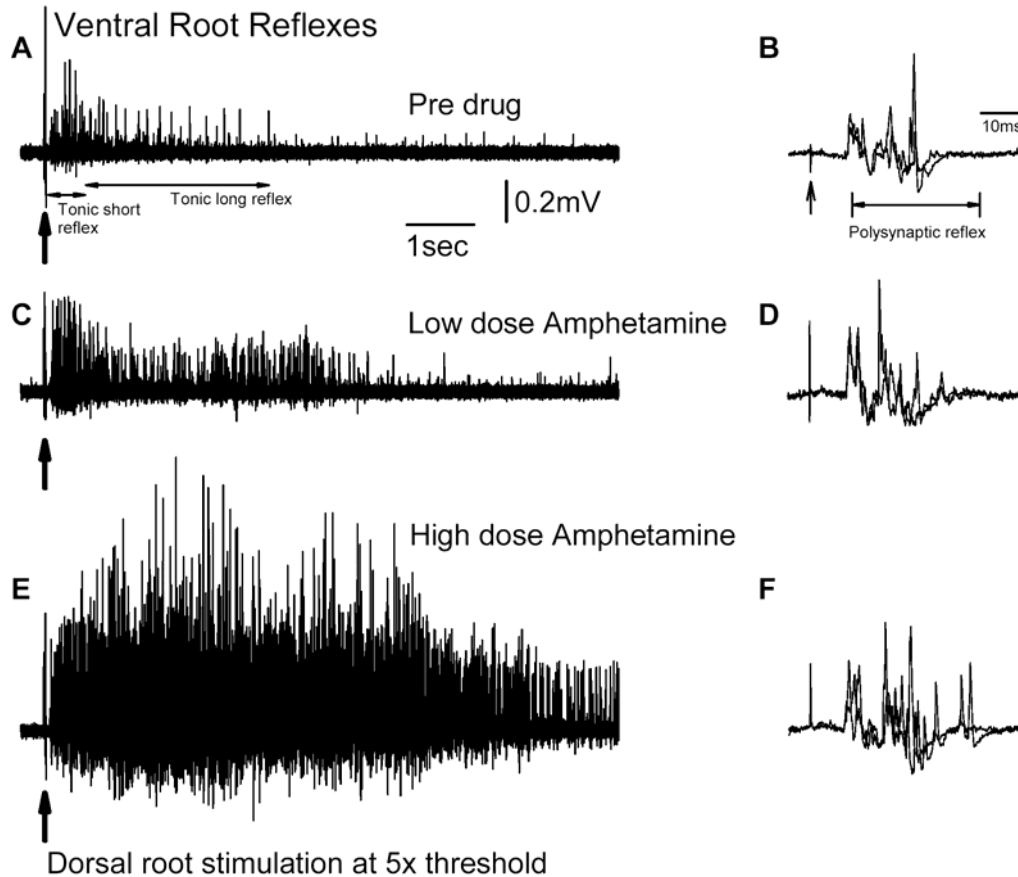 Ventral Root Reflexes
A
Pre drug
Tonic short
reflex
Tonic long reflex
0.2mV
1sec
B
10ms
Polysynaptic reflex
C
Low dose Amphetamine
D
High dose Amphetamine
E
F
Dorsal root stimulation at 5x threshold